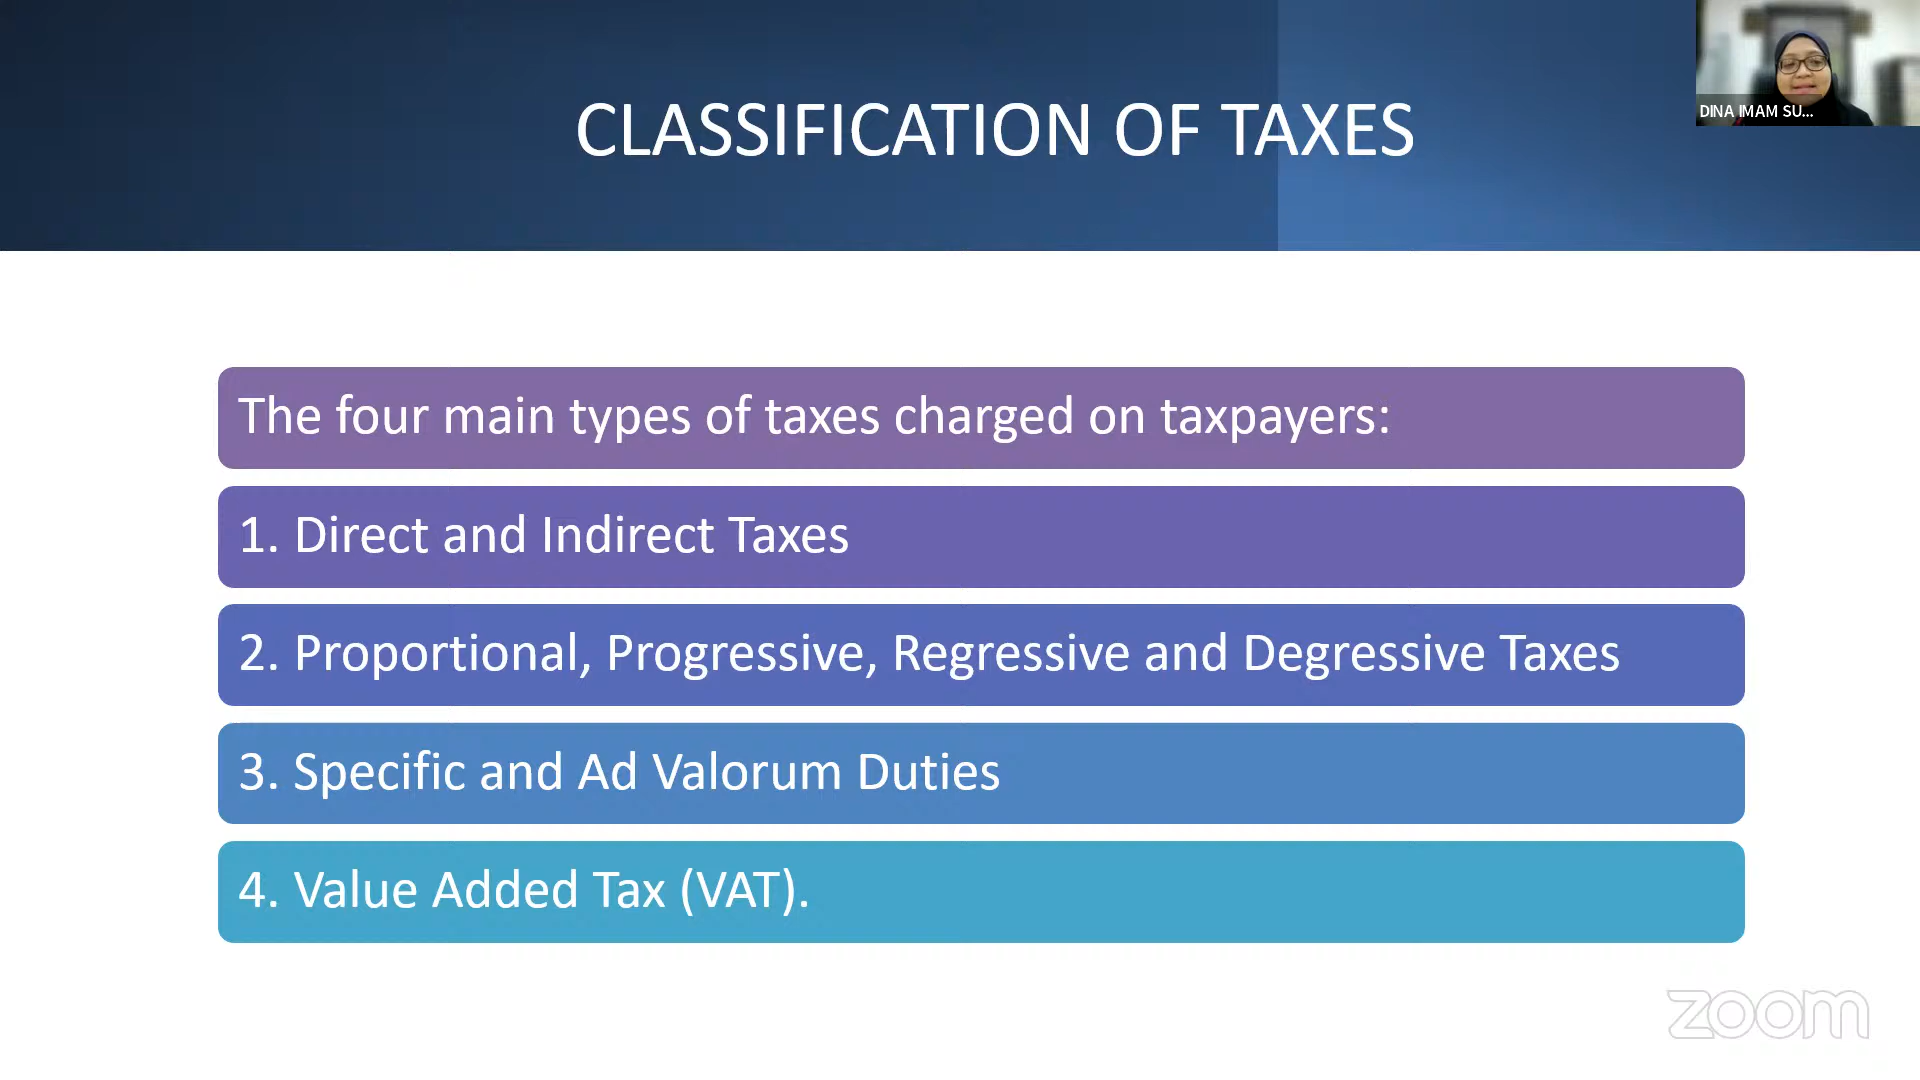 CLASSIFICATION OF TAXES
DINA IMAM SU...
The four main types of taxes charged on taxpayers:
1. Direct and Indirect Taxes
2. Proportional, Progressive, Regressive and Degressive Taxes
3. Specific and Ad Valorum Duties
4. Value Added Tax (VAT).
zoom